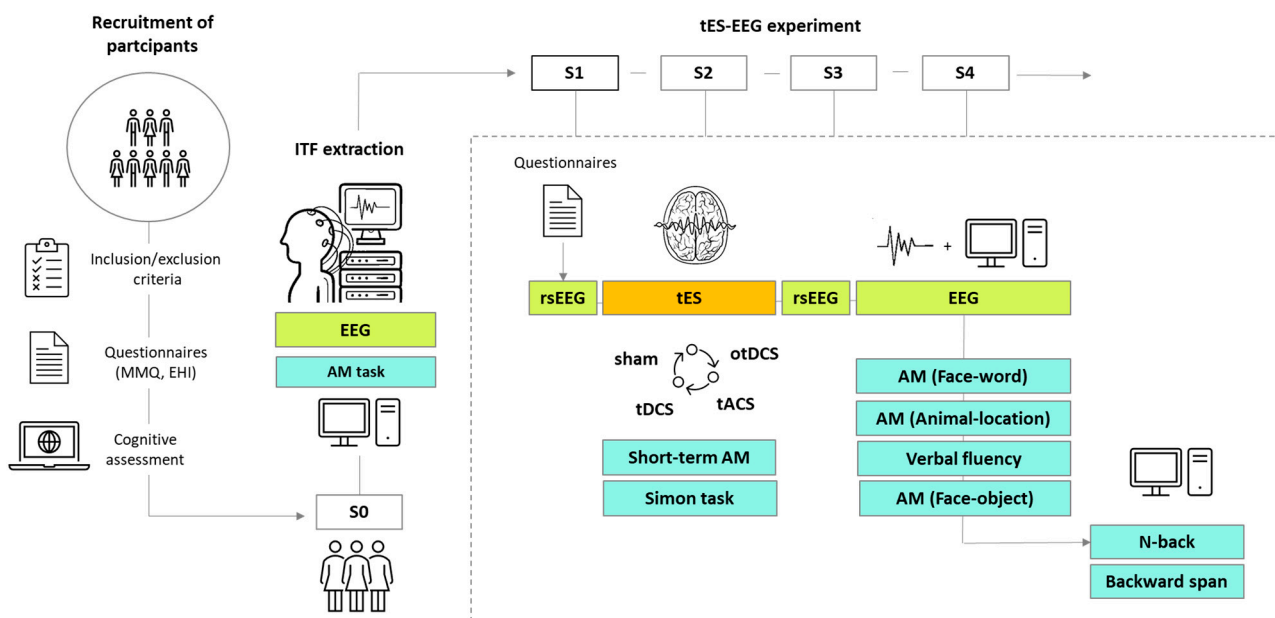 Recruitment of
partcipants
Inclusion/exclusion
criteria
Questionnaires
(MMQ, EHI)
Cognitive
assessment
ITF extraction
EEG
AM task
S0
tES-EEG experiment
S1
S2
S3
S4
Questionnaires
+
rsEEG
tES
rsEEG
EEG
sham
otDCS
tDCS
tACS
Short-term AM
Simon task
AM (Face-word)
AM (Animal-location)
Verbal fluency
AM (Face-object)
N-back
Backward span